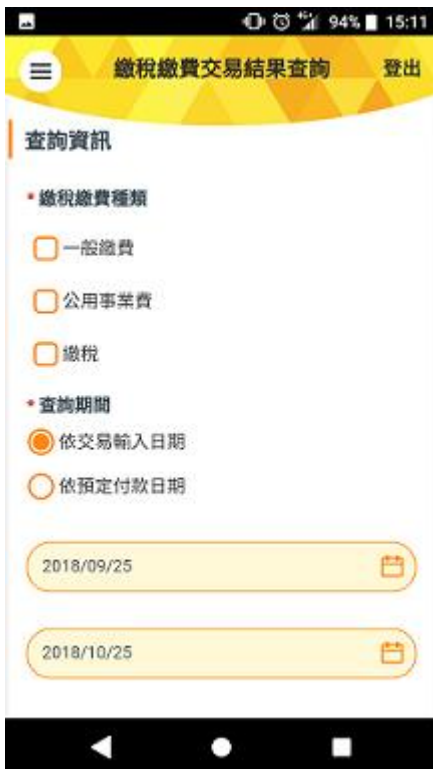 94% 15:11
繳稅繳費交易結果查詢 登出
查詢資訊
* 繳稅繳費種類
一般繳費
公用事業費
繳稅
* 查詢期間
依交易輸入日期
依預定付款日期
2018/09/25
2018/10/25